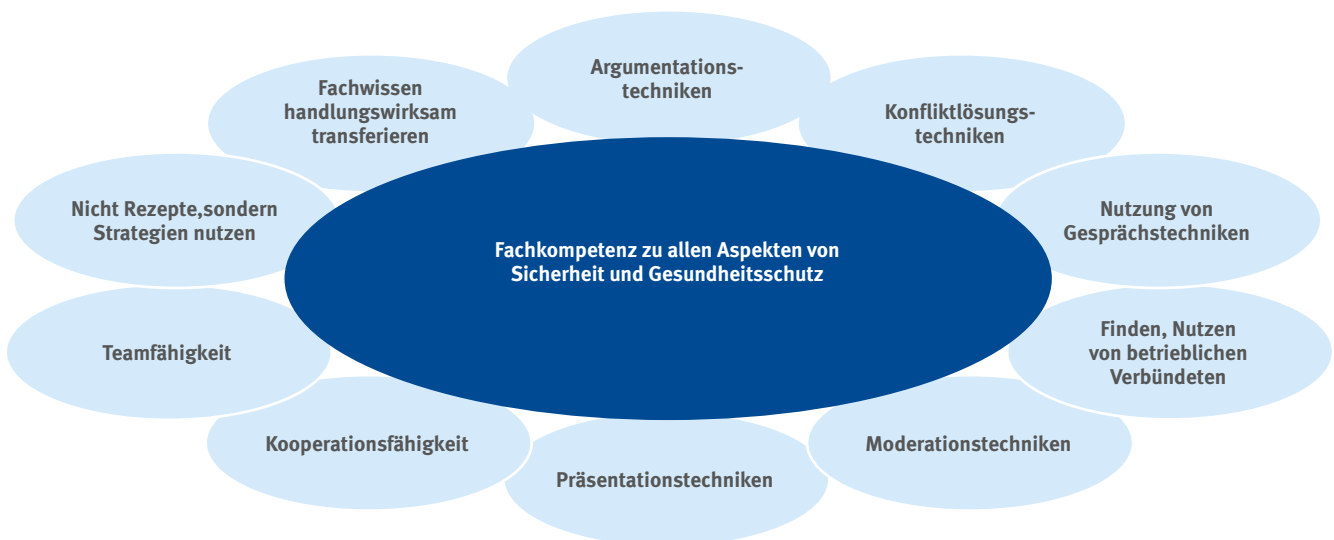 Argumentations-
techniken
Fachwissen
handlungswirksam
transferieren
Konfliktlösungs-
techniken
Nicht Rezepte,sondern
Strategien nutzen
Nutzung von
Gesprächstechniken
Fachkompetenz zu allen Aspekten von
Sicherheit und Gesundheitsschutz
Teamfähigkeit
Finden, Nutzen
von betrieblichen
Verbündeten
Kooperationsfähigkeit
Moderationstechniken
Präsentationstechniken